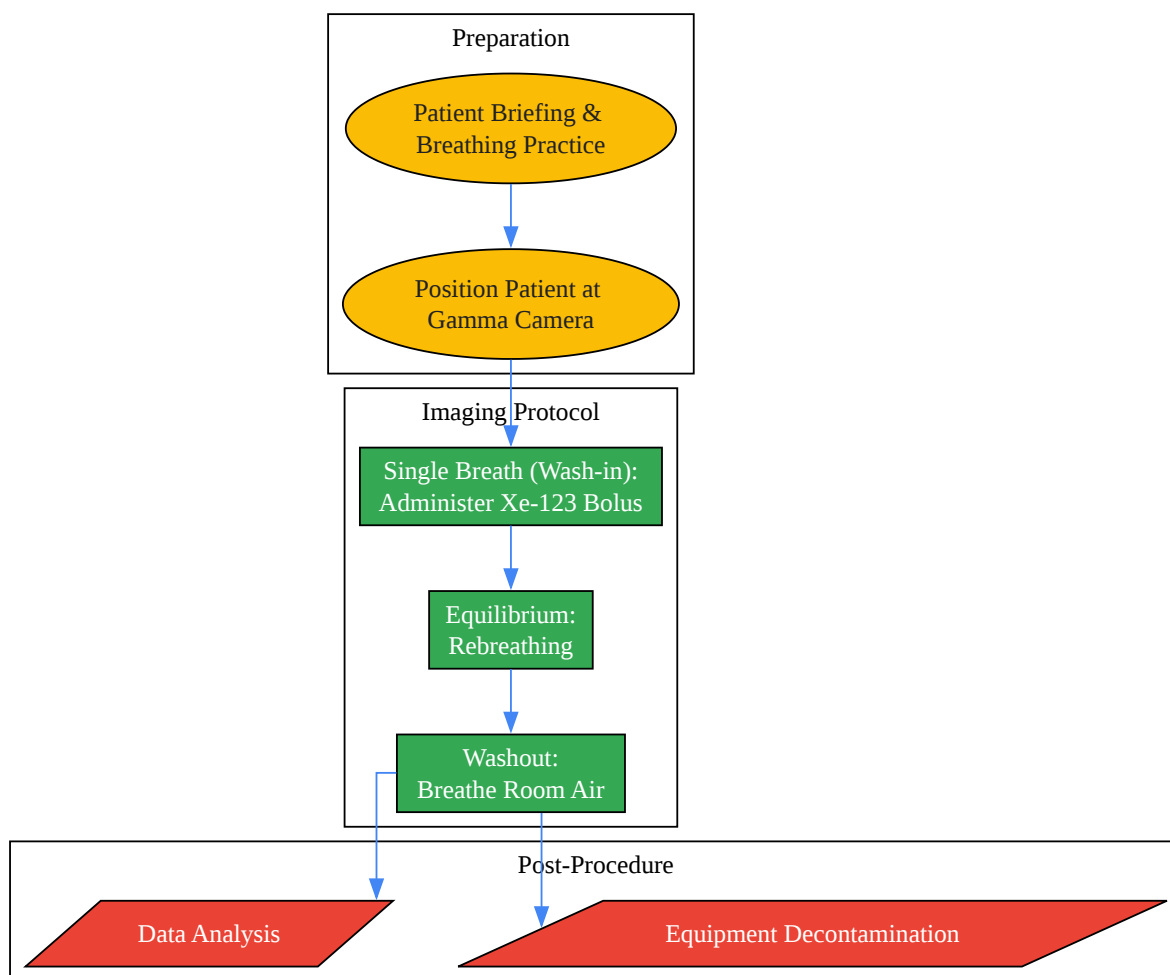 Preparation
Patient Briefing &
Breathing Practice
Position Patient at
Gamma Camera
Imaging Protocol
Single Breath (Wash-in):
Administer Xe-123 Bolus
Equilibrium:
Rebreathing
Washout:
Breathe Room Air
Post-Procedure
Data Analysis
Equipment Decontamination